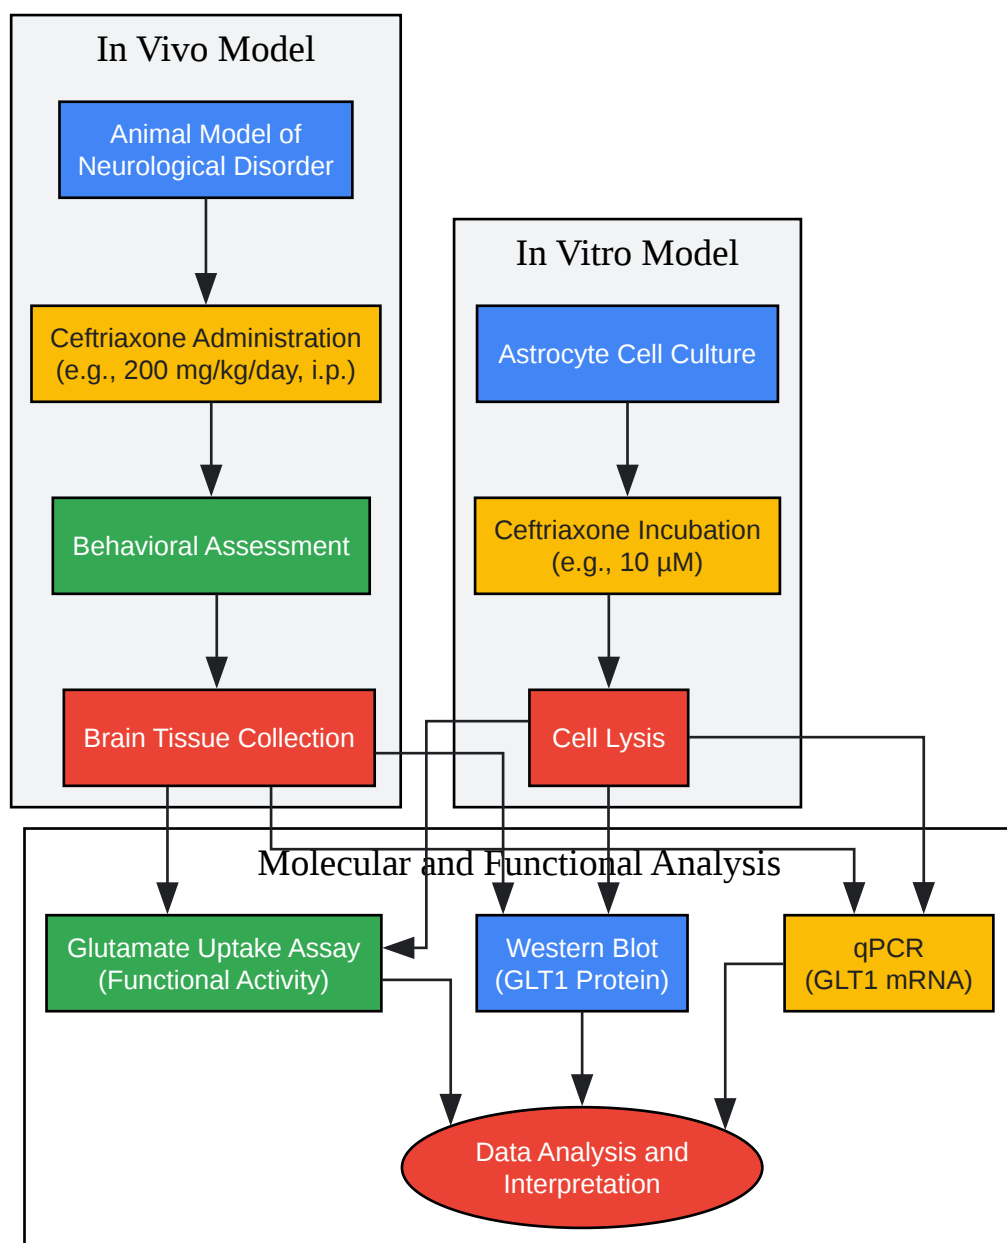 In Vivo Model
Animal Model of
Neurological Disorder
Ceftriaxone Administration
(e.g., 200 mg/kg/day, i.p.)
Behavioral Assessment
Brain Tissue Collection
In Vitro Model
Astrocyte Cell Culture
Ceftriaxone Incubation
(e.g., 10 µM)
Cell Lysis
Molecular and Functional Analysis
Glutamate Uptake Assay
(Functional Activity)
Western Blot
(GLT1 Protein)
qPCR
(GLT1 mRNA)
Data Analysis and
Interpretation